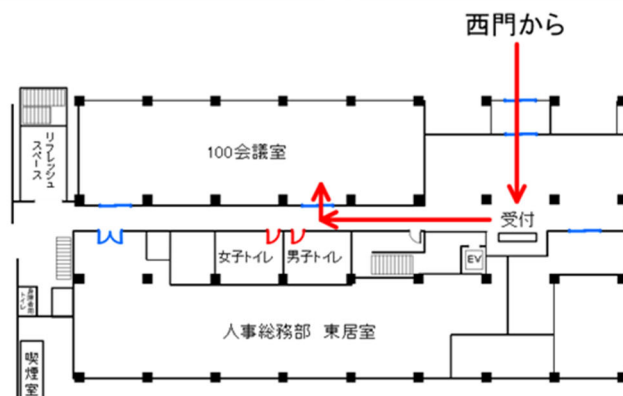 西門から
リフレッシュ
スペース
100会議室
受付
女子トイレ
男子トイレ
EV
人事総務部 東居室
喫煙室